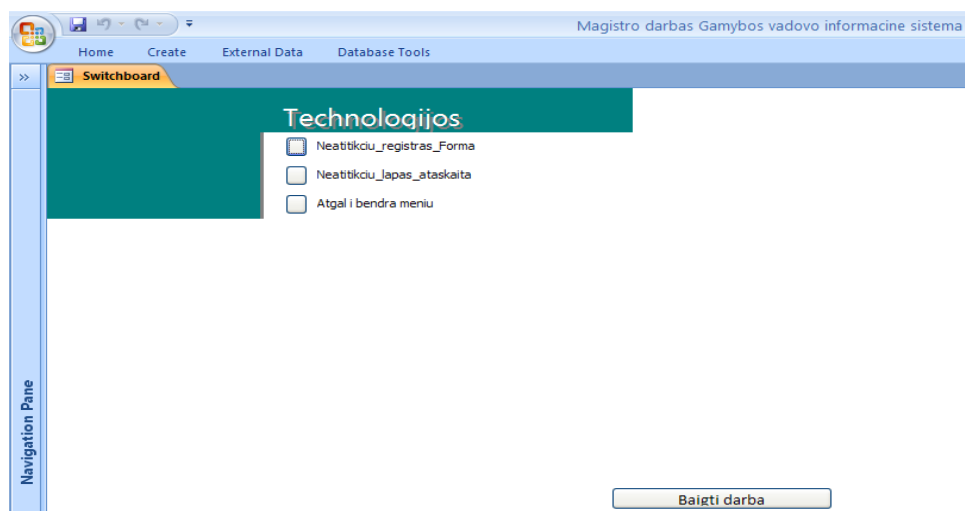 Magistro darbas Gamybos vadovo informacine sistema
Home Create External Data Database Tools
» Switchboard
Technologijos
Neatitikciu_registras_Forma
Neatitikciu_lapas_ataskaita
Atgal i bendra meniu
Navigation Pane
Baigti darba